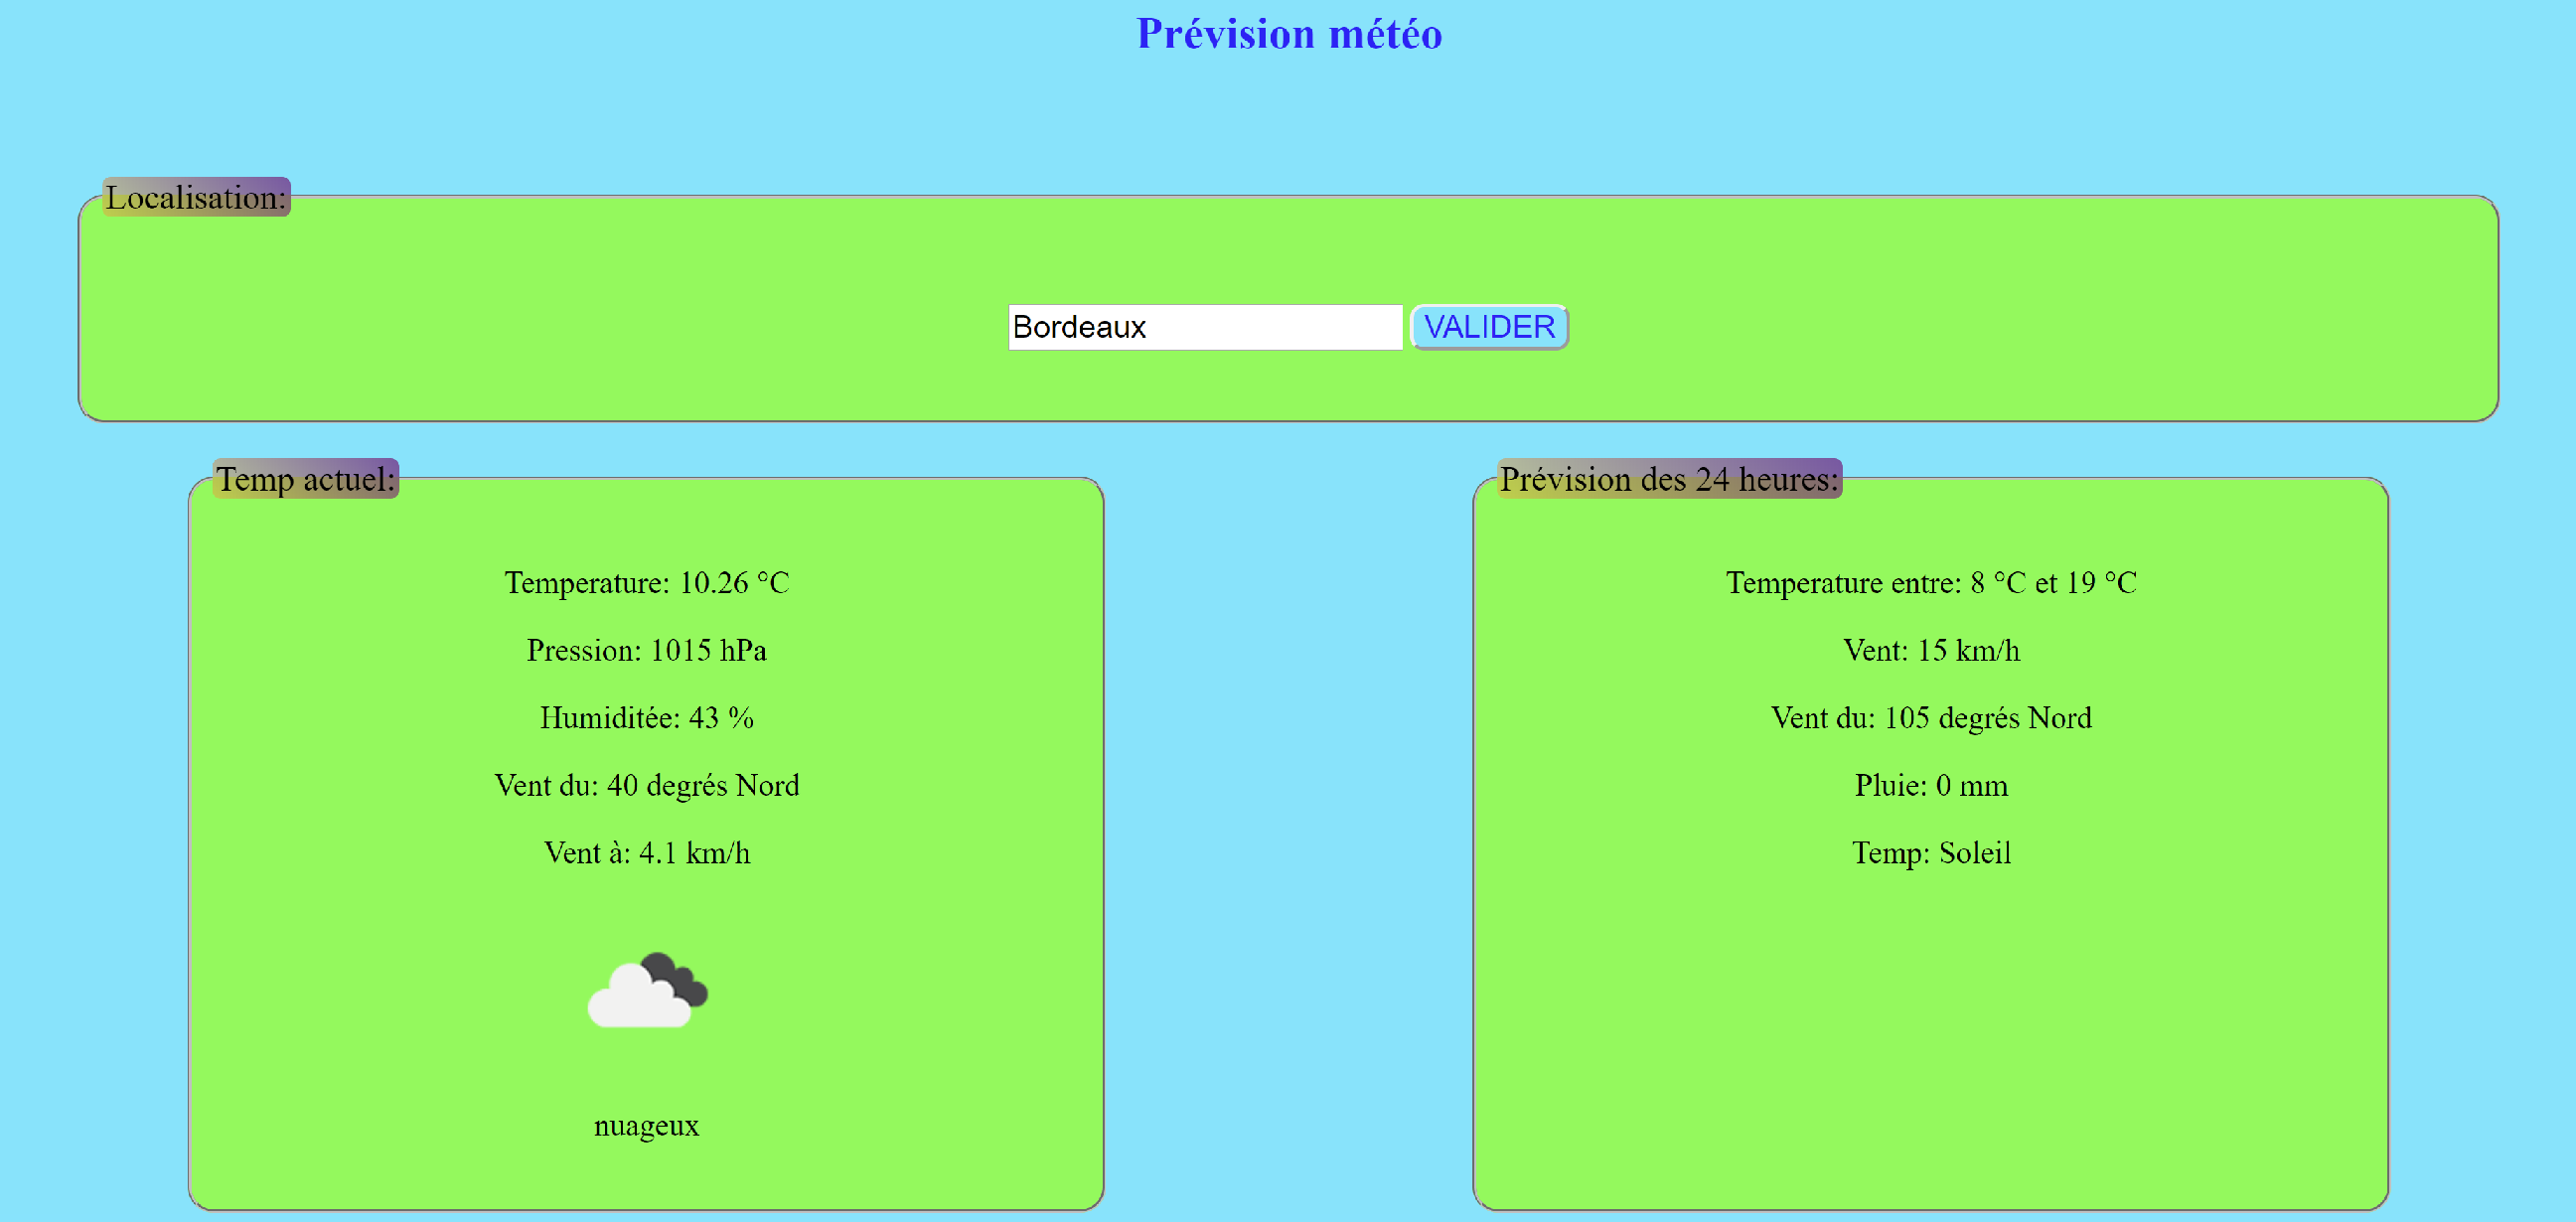 Prévision météo
Localisation:
Bordeaux VALIDER
Temp actuel:
Temperature: 10.26 °C
Pression: 1015 hPa
Humiditée: 43 %
Vent du: 40 degrés Nord
Vent à: 4.1 km/h
nuageux
Prévision des 24 heures:
Temperature entre: 8 °C et 19 °C
Vent: 15 km/h
Vent du: 105 degrés Nord
Pluie: 0 mm
Temp: Soleil